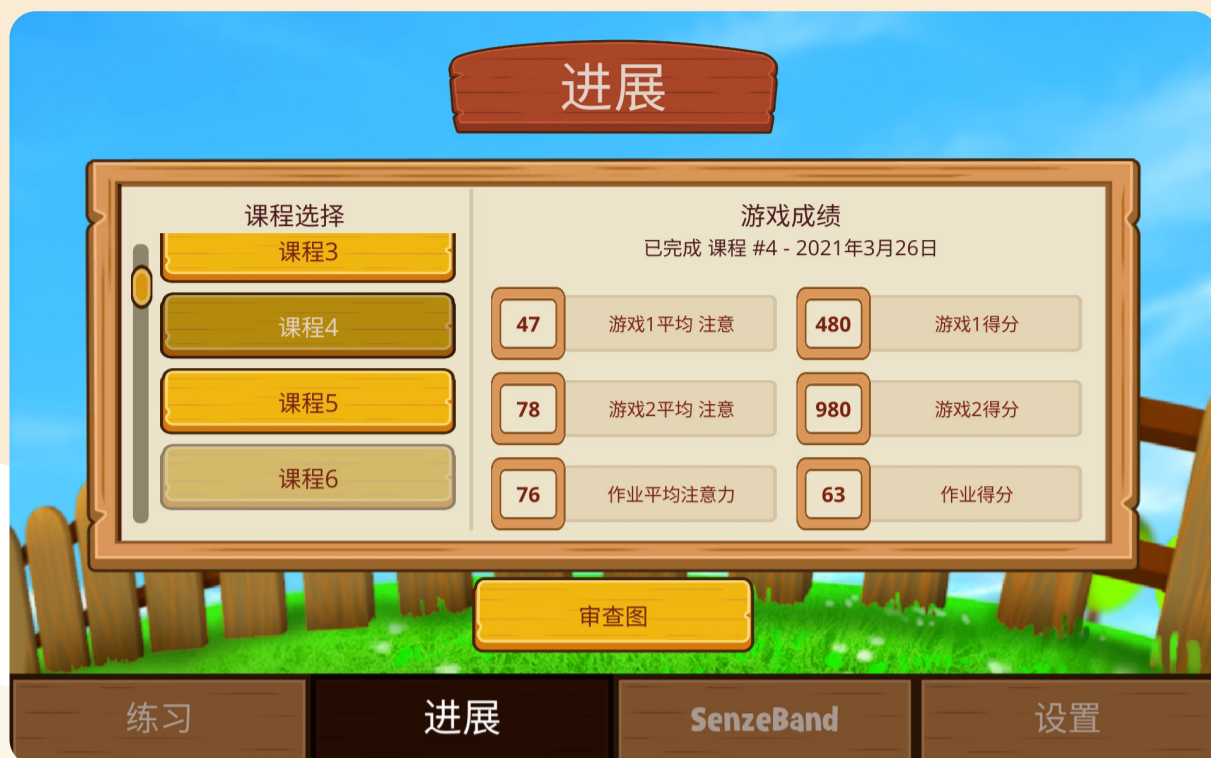 进展
课程选择
课程3
课程4
课程5
课程6
游戏成绩
已完成 课程 #4 - 2021年3月26日
47 游戏1平均 注意 480 游戏1得分
78 游戏2平均 注意 980 游戏2得分
76 作业平均注意力 63 作业得分
审查图
练习 进展 SenzeBand 设置